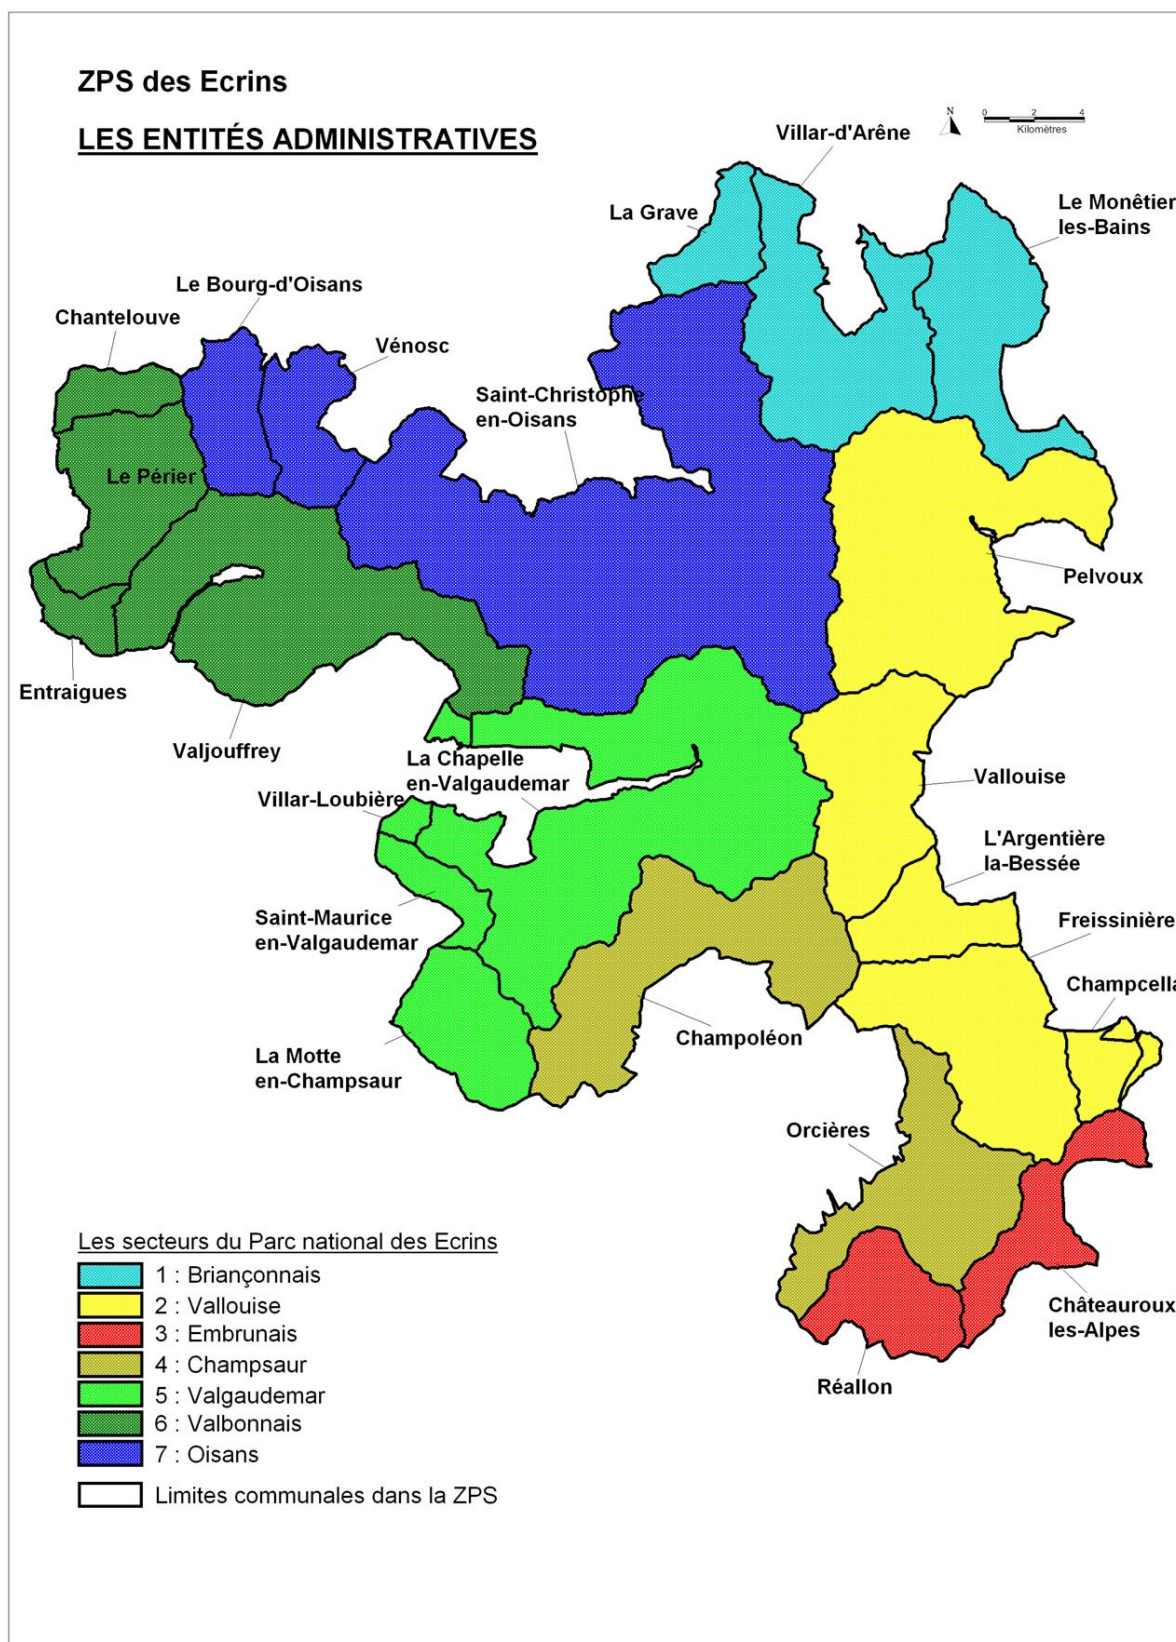 ZPS des Ecrins
LES ENTITÉS ADMINISTRATIVES
N
0 2 4
Kilomètres
Villar-d'Arêne
La Grave
Le Monêtier
les-Bains
Le Bourg-d'Oisans
Chantelouve
Vénosc
Saint-Christophe
en-Oisans
Le Périer
Pelvoux
Entraigues
Valjouffrey
La Chapelle
en-Valgaudemar
Villar-Loubière
Vallouise
L'Argentière
la-Bessée
Saint-Maurice
en-Valgaudemar
Freissinière
Champcella
Champoléon
La Motte
en-Champsaur
Orcières
Châteauroux
les-Alpes
Réallon
Les secteurs du Parc national des Ecrins
1 : Briançonnais
2 : Vallouise
3 : Embrunais
4 : Champsaur
5 : Valgaudemar
6 : Valbonnais
7 : Oisans
Limites communales dans la ZPS